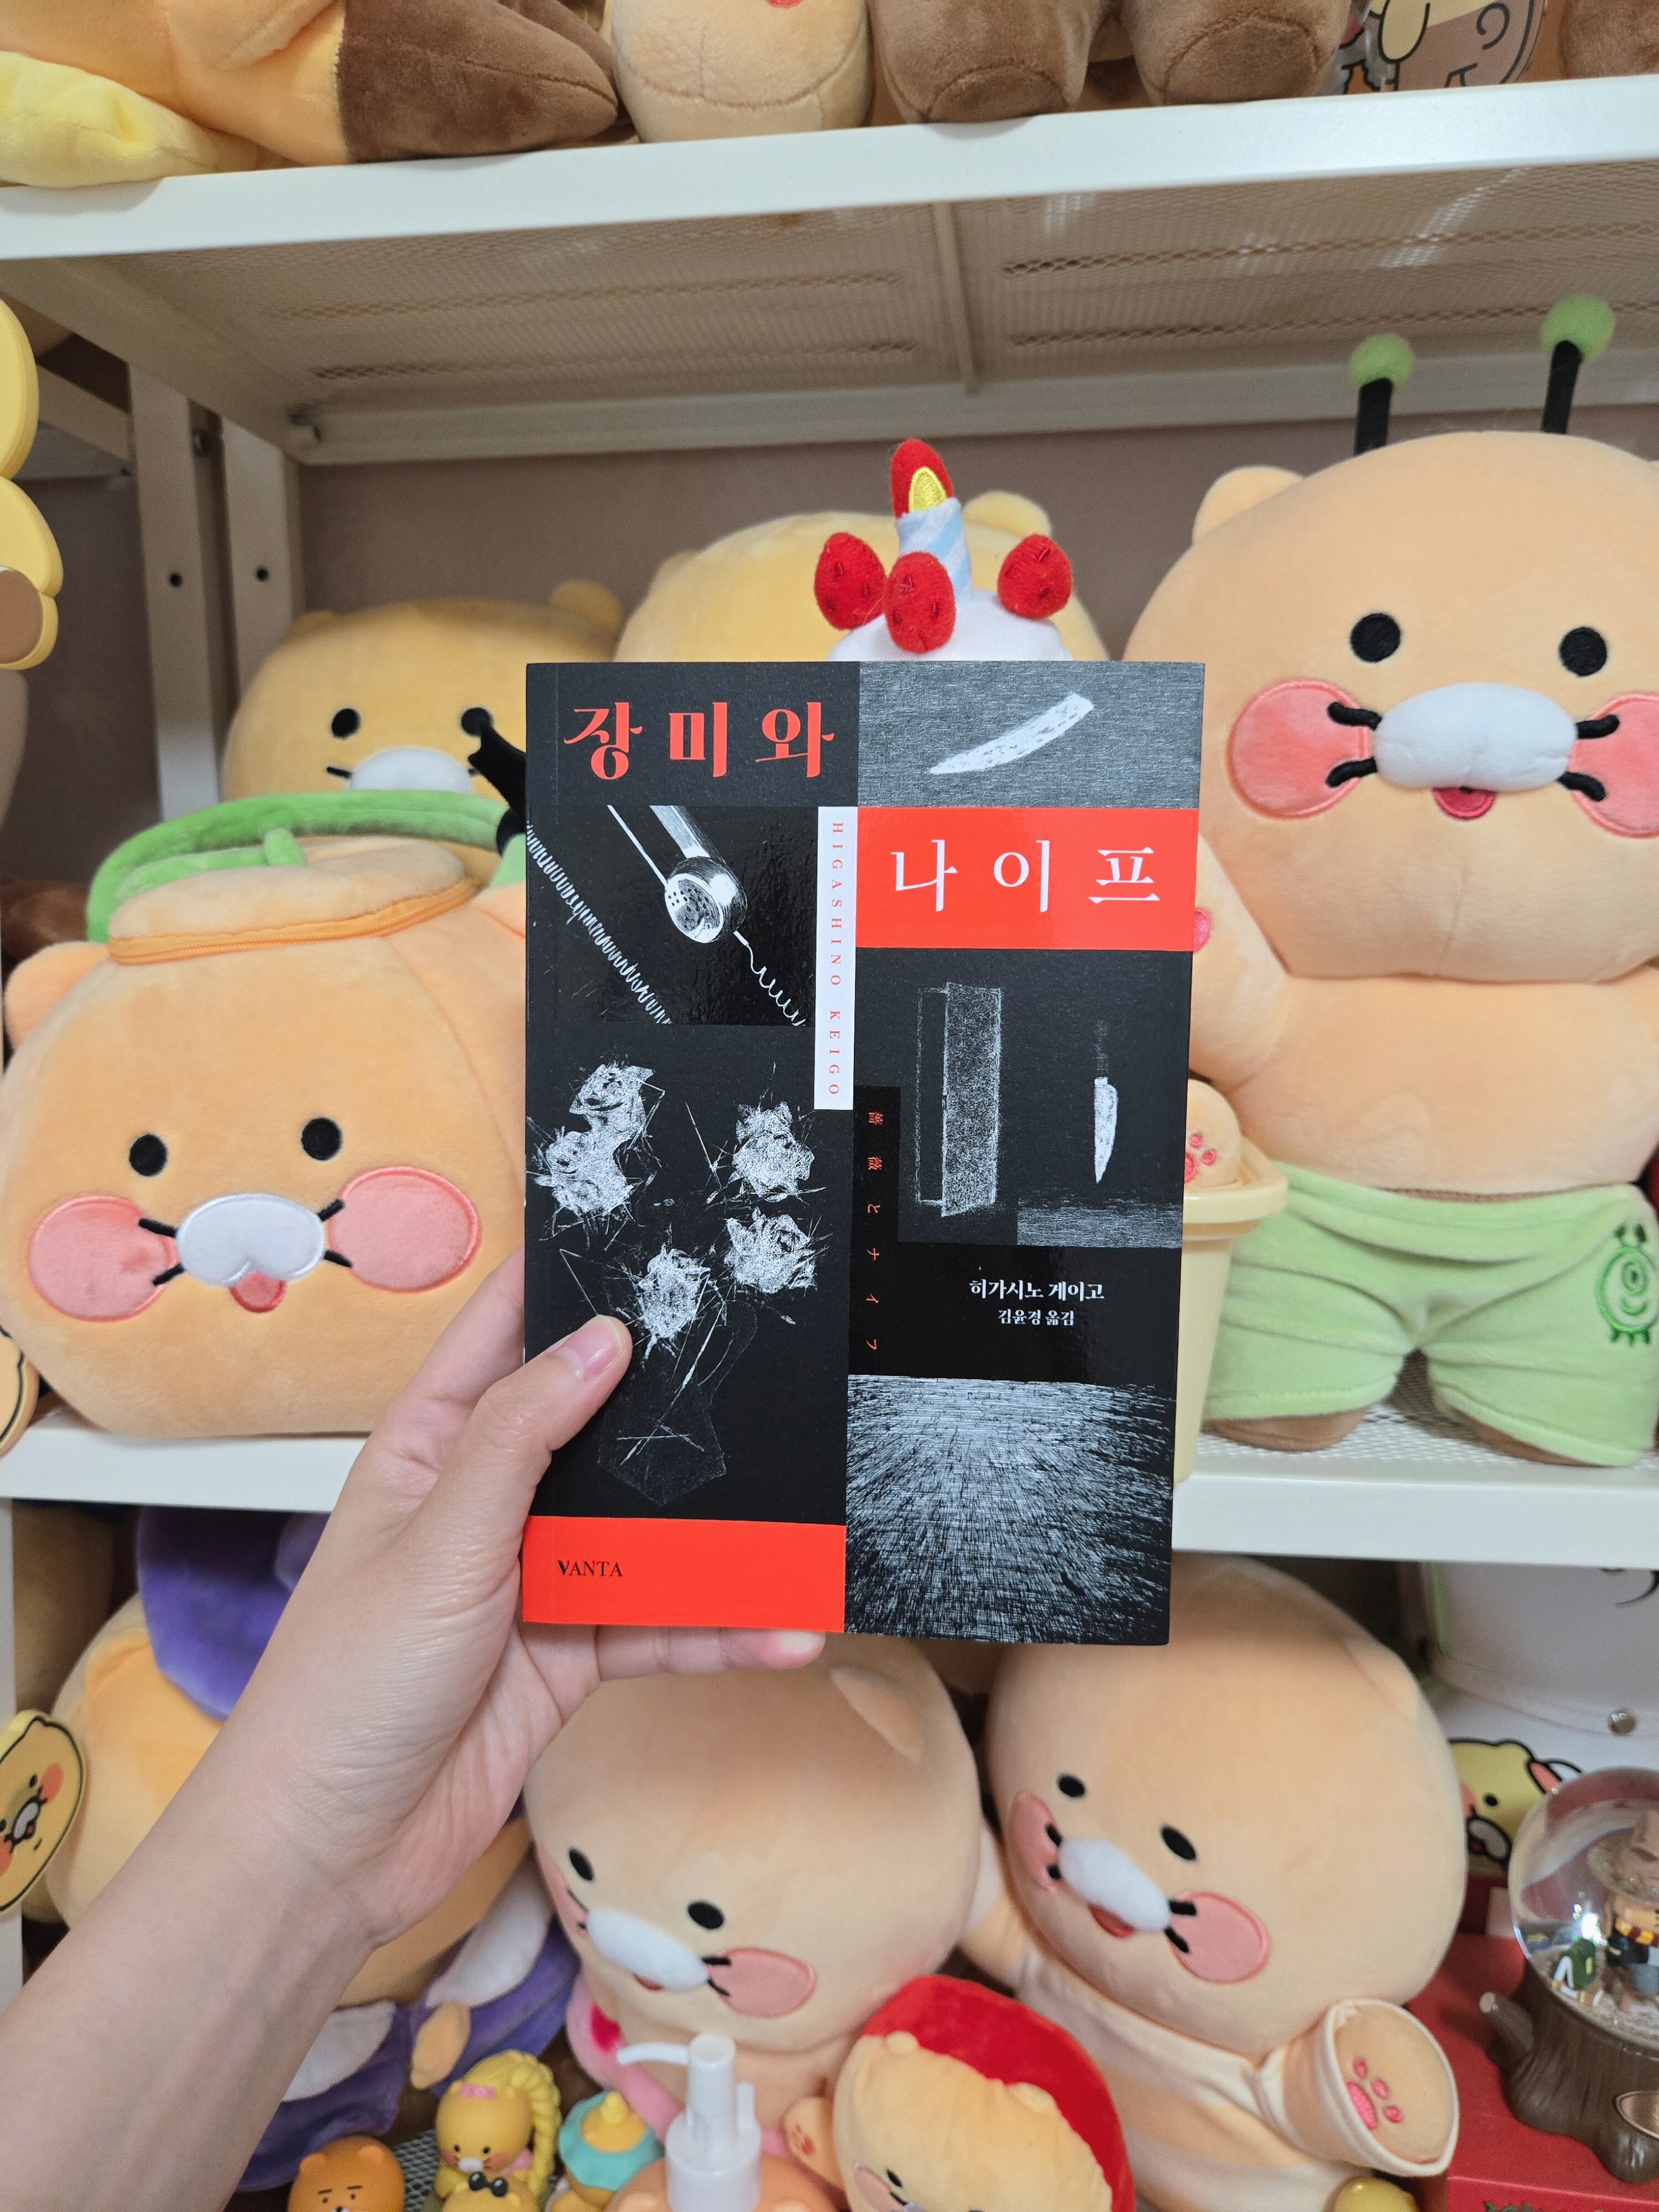 장미와
나이프
HIGASHINO KEIGO
薔薇とナイフ
히가시노 게이고
김윤경 옮김
VANTA